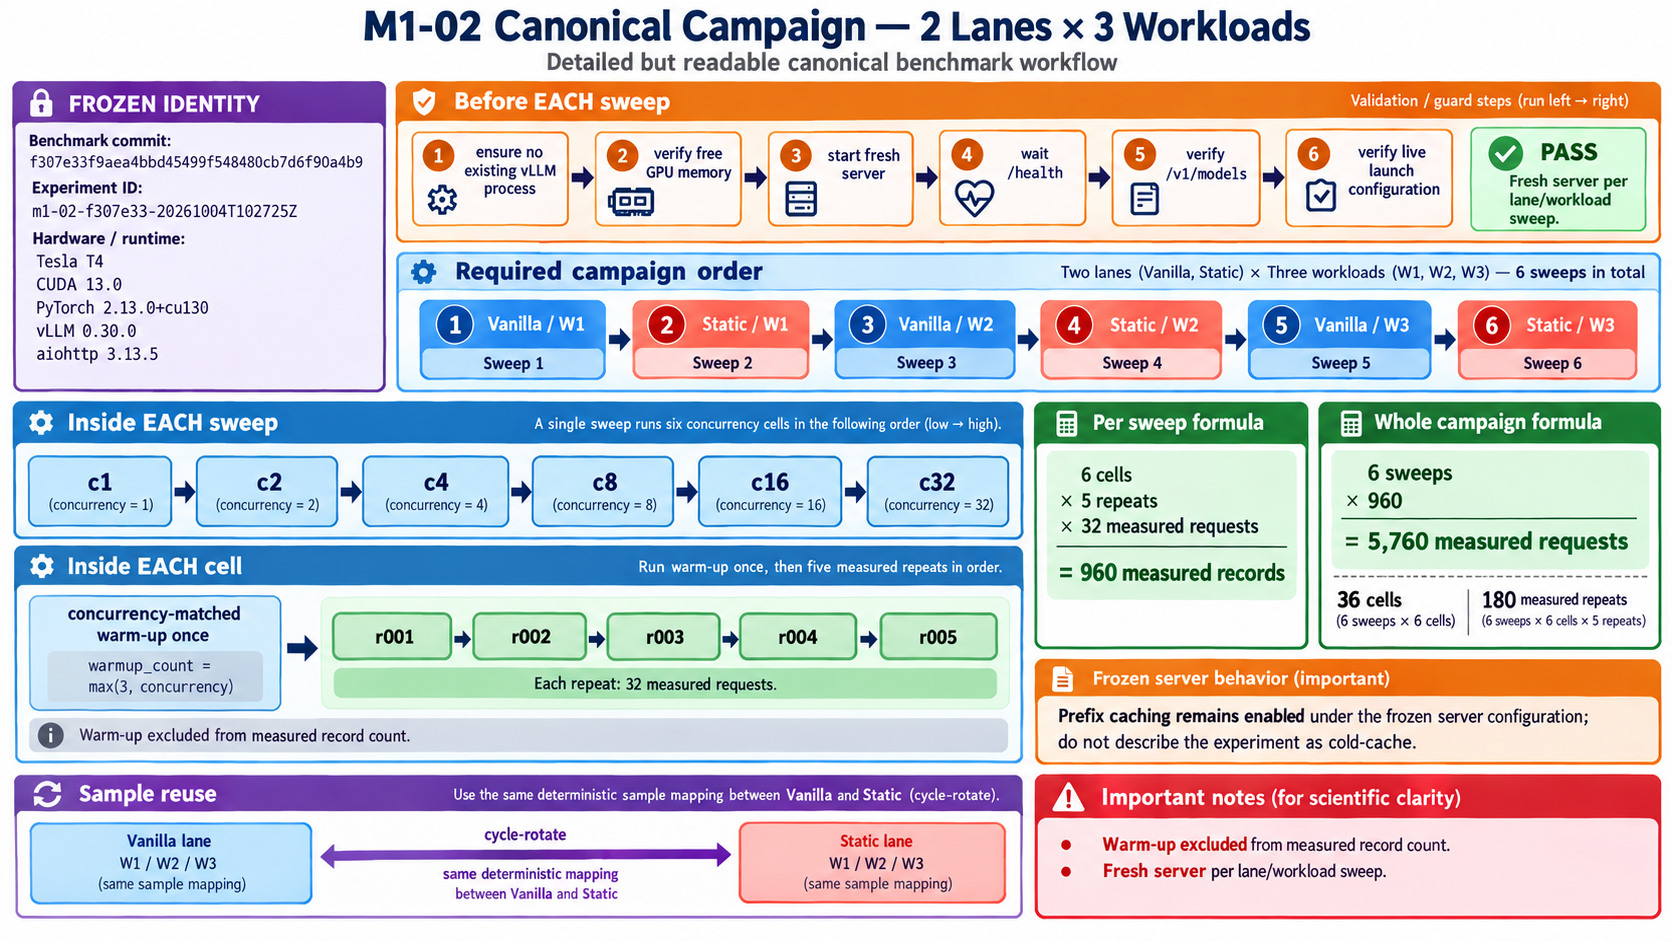 M1-02 Canonical Campaign — 2 Lanes × 3 Workloads
Detailed but readable canonical benchmark workflow
FROZEN IDENTITY
Benchmark commit:
f307e33f9aea4bbd45499f548480cb7d6f90a4b9
Experiment ID:
m1-02-f307e33-20261004T102725Z
Hardware / runtime:
Tesla T4
CUDA 13.0
PyTorch 2.13.0+cu130
vLLM 0.30.0
aiohttp 3.13.5
Before EACH sweep
Validation / guard steps (run left → right)
1
ensure no
existing vLLM
process
2
verify free
GPU memory
3
start fresh
server
4
wait
/health
5
verify
/v1/models
6
verify live
launch
configuration
PASS
Fresh server per
lane/workload
sweep.
Required campaign order
Two lanes (Vanilla, Static) × Three workloads (W1, W2, W3) — 6 sweeps in total
1 Vanilla / W1
Sweep 1
2 Static / W1
Sweep 2
3 Vanilla / W2
Sweep 3
4 Static / W2
Sweep 4
5 Vanilla / W3
Sweep 5
6 Static / W3
Sweep 6
Inside EACH sweep
A single sweep runs six concurrency cells in the following order (low → high).
c1
(concurrency = 1)
c2
(concurrency = 2)
c4
(concurrency = 4)
c8
(concurrency = 8)
c16
(concurrency = 16)
c32
(concurrency = 32)
Per sweep formula
6 cells
× 5 repeats
× 32 measured requests
= 960 measured records
Whole campaign formula
6 sweeps
× 960
= 5,760 measured requests
36 cells
(6 sweeps × 6 cells)
180 measured repeats
(6 sweeps × 6 cells × 5 repeats)
Inside EACH cell
Run warm-up once, then five measured repeats in order.
concurrency-matched
warm-up once
warmup_count =
max(3, concurrency)
r001
r002
r003
r004
r005
Each repeat: 32 measured requests.
Warm-up excluded from measured record count.
Frozen server behavior (important)
Prefix caching remains enabled under the frozen server configuration;
do not describe the experiment as cold-cache.
Sample reuse
Use the same deterministic sample mapping between Vanilla and Static (cycle-rotate).
Vanilla lane
W1 / W2 / W3
(same sample mapping)
cycle-rotate
same deterministic mapping
between Vanilla and Static
Static lane
W1 / W2 / W3
(same sample mapping)
Important notes (for scientific clarity)
● Warm-up excluded from measured record count.
● Fresh server per lane/workload sweep.